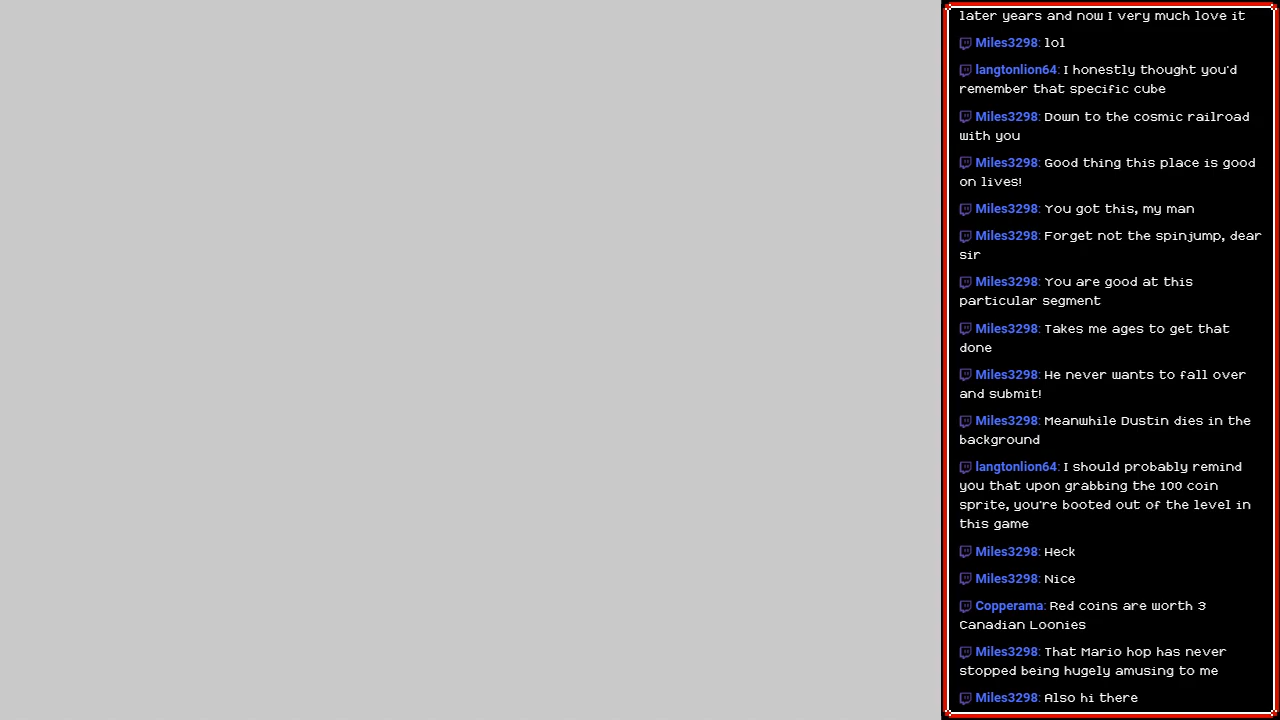 later years and now I very much love it
Miles3298: lol
langtonlion64: I honestly thought you'd
remember that specific cube
Miles3298: Down to the cosmic railroad
with you
Miles3298: Good thing this place is good
on lives!
Miles3298: You got this, my man
Miles3298: Forget not the spinjump, dear
sir
Miles3298: You are good at this
particular segment
Miles3298: Takes me ages to get that
done
Miles3298: He never wants to fall over
and submit!
Miles3298: Meanwhile Dustin dies in the
background
langtonlion64: I should probably remind
you that upon grabbing the 100 coin
sprite, you're booted out of the level in
this game
Miles3298: Heck
Miles3298: Nice
Copperama: Red coins are worth 3
Canadian Loonies
Miles3298: That Mario hop has never
stopped being hugely amusing to me
Miles3298: Also hi there